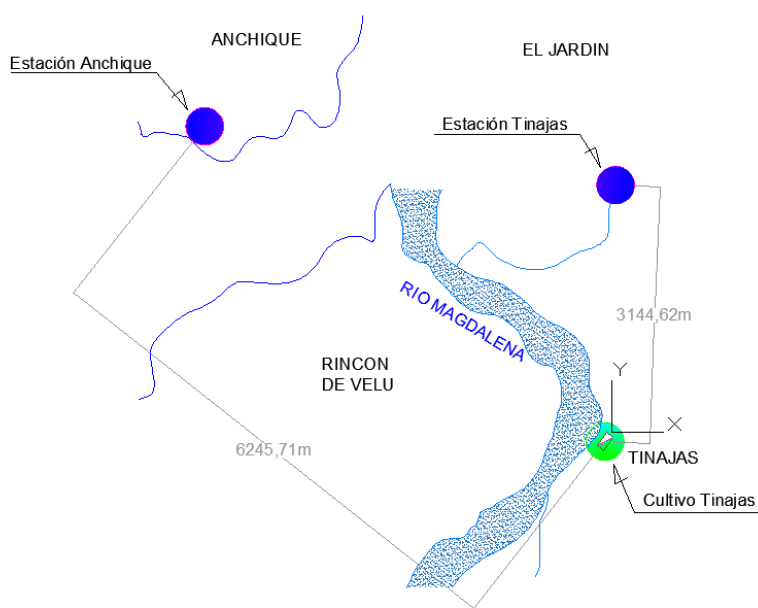 ANCHIQUE
EL JARDIN
Estación Anchique
Estación Tinajas
RIO MAGDALENA
3144,62m
RINCON
DE VELU
Y
X
6245,71m
TINAJAS
Cultivo Tinajas